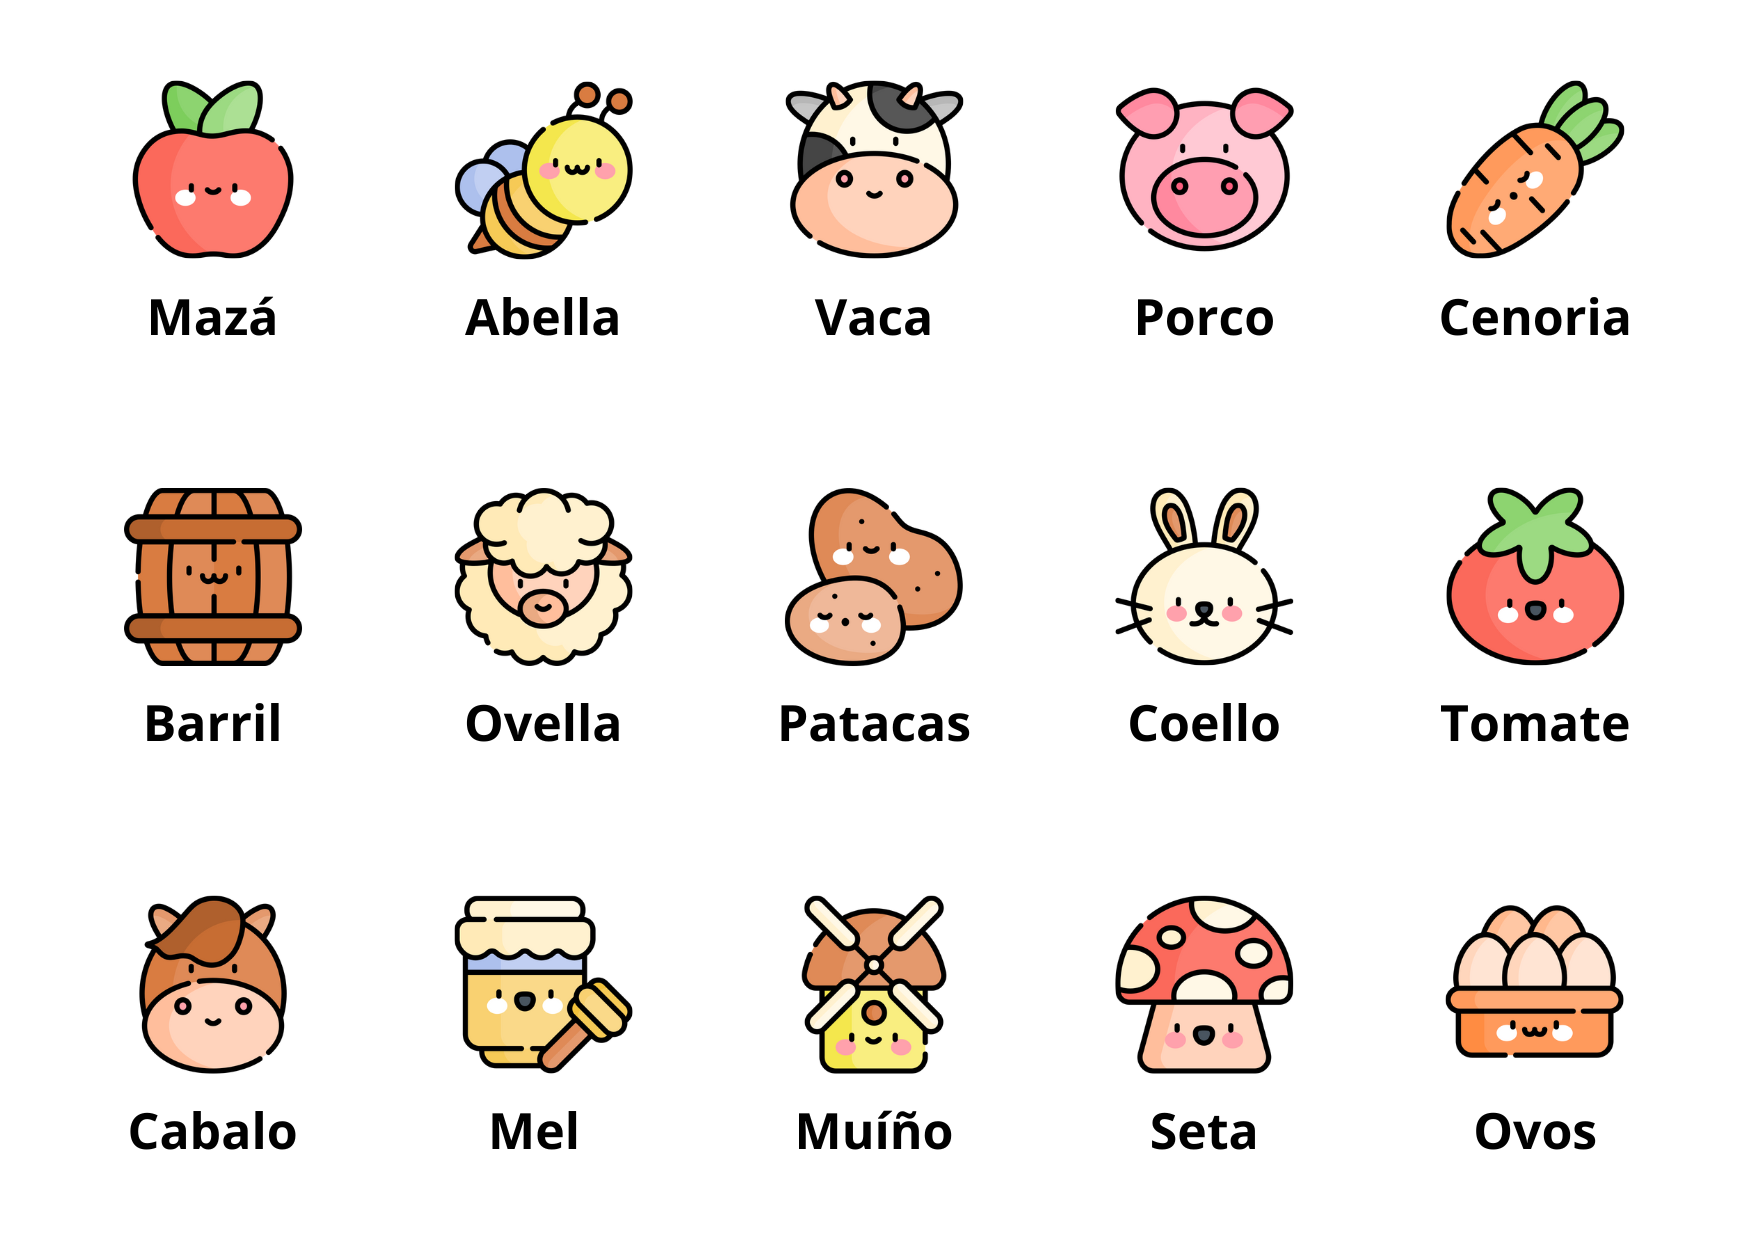 Mazá
Abella
Vaca
Porco
Cenoria
Barril
Ovella
Patacas
Coello
Tomate
Cabalo
Mel
Muíño
Seta
Ovos